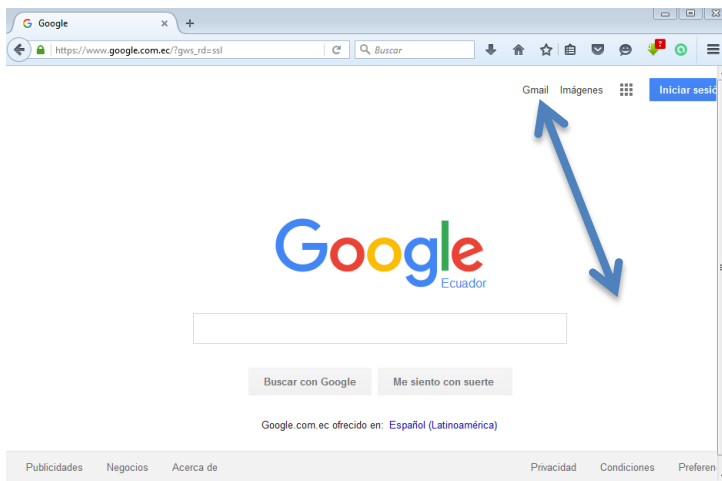 Google
https://www.google.com.ec/?gws_rd=ssl
Buscar
Gmail Imágenes Iniciar sesió
Google
Ecuador
Buscar con Google Me siento con suerte
Google.com.ec ofrecido en: Español (Latinoamérica)
Publicidades Negocios Acerca de Privacidad Condiciones Preferen